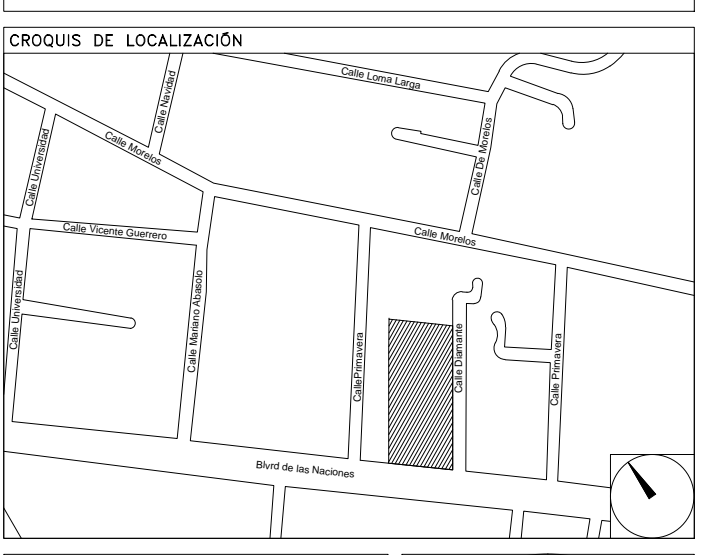 CROQUIS DE LOCALIZACIÓN
Calle Loma Larga
Calle Navidad
Calle Morelos
Calle De Morelos
Calle Universidad
Calle Vicente Guerrero
Calle Morelos
Calle Universidad
Calle Mariano Abasolo
CallePrimavera
Calle Diamante
Calle Primavera
Blvrd de las Naciones